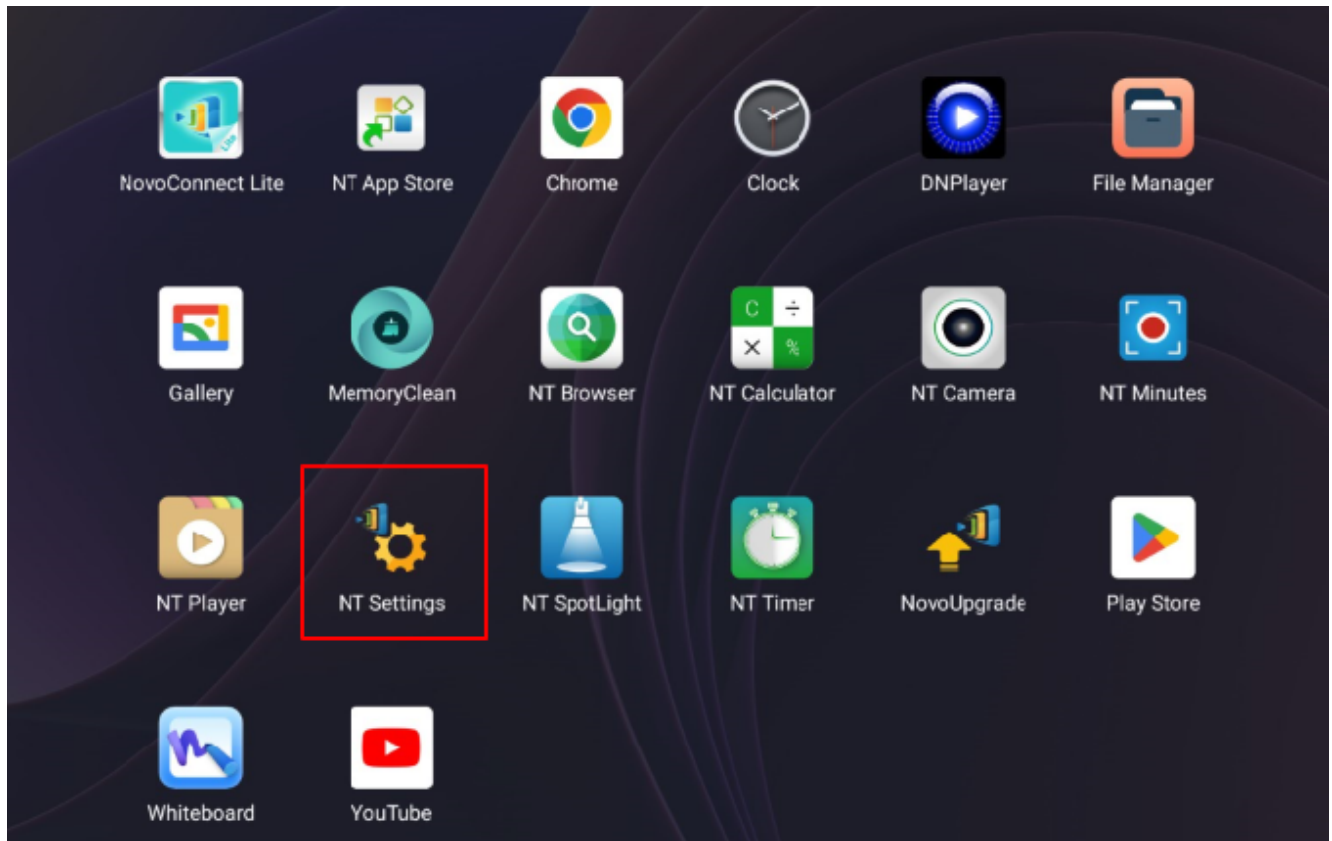 NovoConnect Lite
NT App Store
Chrome
Clock
DNPlayer
File Manager
Gallery
MemoryClean
NT Browser
C ÷
× %
NT Calculator
NT Camera
NT Minutes
NT Player
NT Settings
NT SpotLight
NT Timer
NovoUpgrade
Play Store
Whiteboard
YouTube